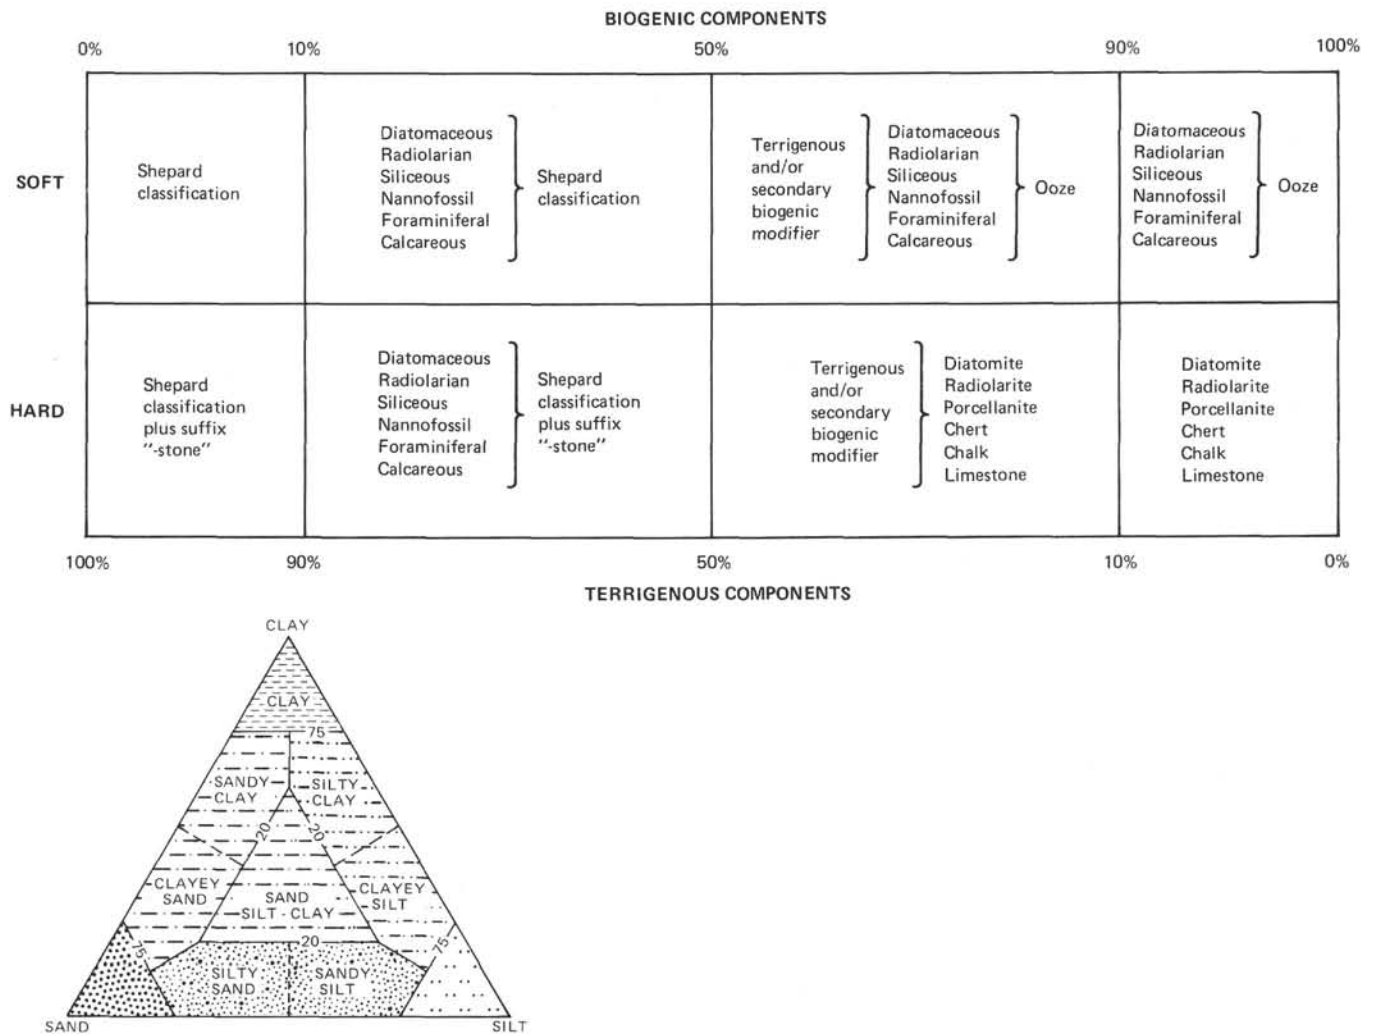 BIOGENIC COMPONENTS
0% 10% 50% 90% 100%
SOFT
Shepard
classification
Diatomaceous
Radiolarian
Siliceous
Nannofossil
Foraminiferal
Calcareous
Shepard
classification
Terrigenous
and/or
secondary
biogenic
modifier
Diatomaceous
Radiolarian
Siliceous
Nannofossil
Foraminiferal
Calcareous
Ooze
Diatomaceous
Radiolarian
Siliceous
Nannofossil
Foraminiferal
Calcareous
Ooze
HARD
Shepard
classification
plus suffix
"-stone"
Diatomaceous
Radiolarian
Siliceous
Nannofossil
Foraminiferal
Calcareous
Shepard
classification
plus suffix
"-stone"
Terrigenous
and/or
secondary
biogenic
modifier
Diatomite
Radiolarite
Porcellanite
Chert
Chalk
Limestone
Diatomite
Radiolarite
Porcellanite
Chert
Chalk
Limestone
100% 90% 50% 10% 0%
TERRIGENOUS COMPONENTS
CLAY
CLAY
75
SANDY
CLAY
SILTY
CLAY
20
20
CLAYEY
SAND
SAND
SILT - CLAY
CLAYEY
SILT
75
20
75
SILTY
SAND
SANDY
SILT
SAND
SILT